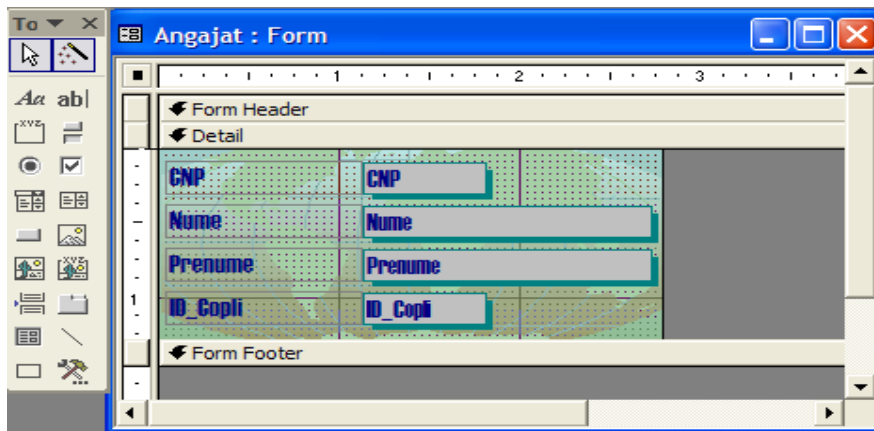 To
Angajat : Form
1 2 3
Aa ab|
XYZ
Form Header
Detail
CNP CNP
Nume Nume
Prenume Prenume
1
ID_Copii ID_Copii
Form Footer